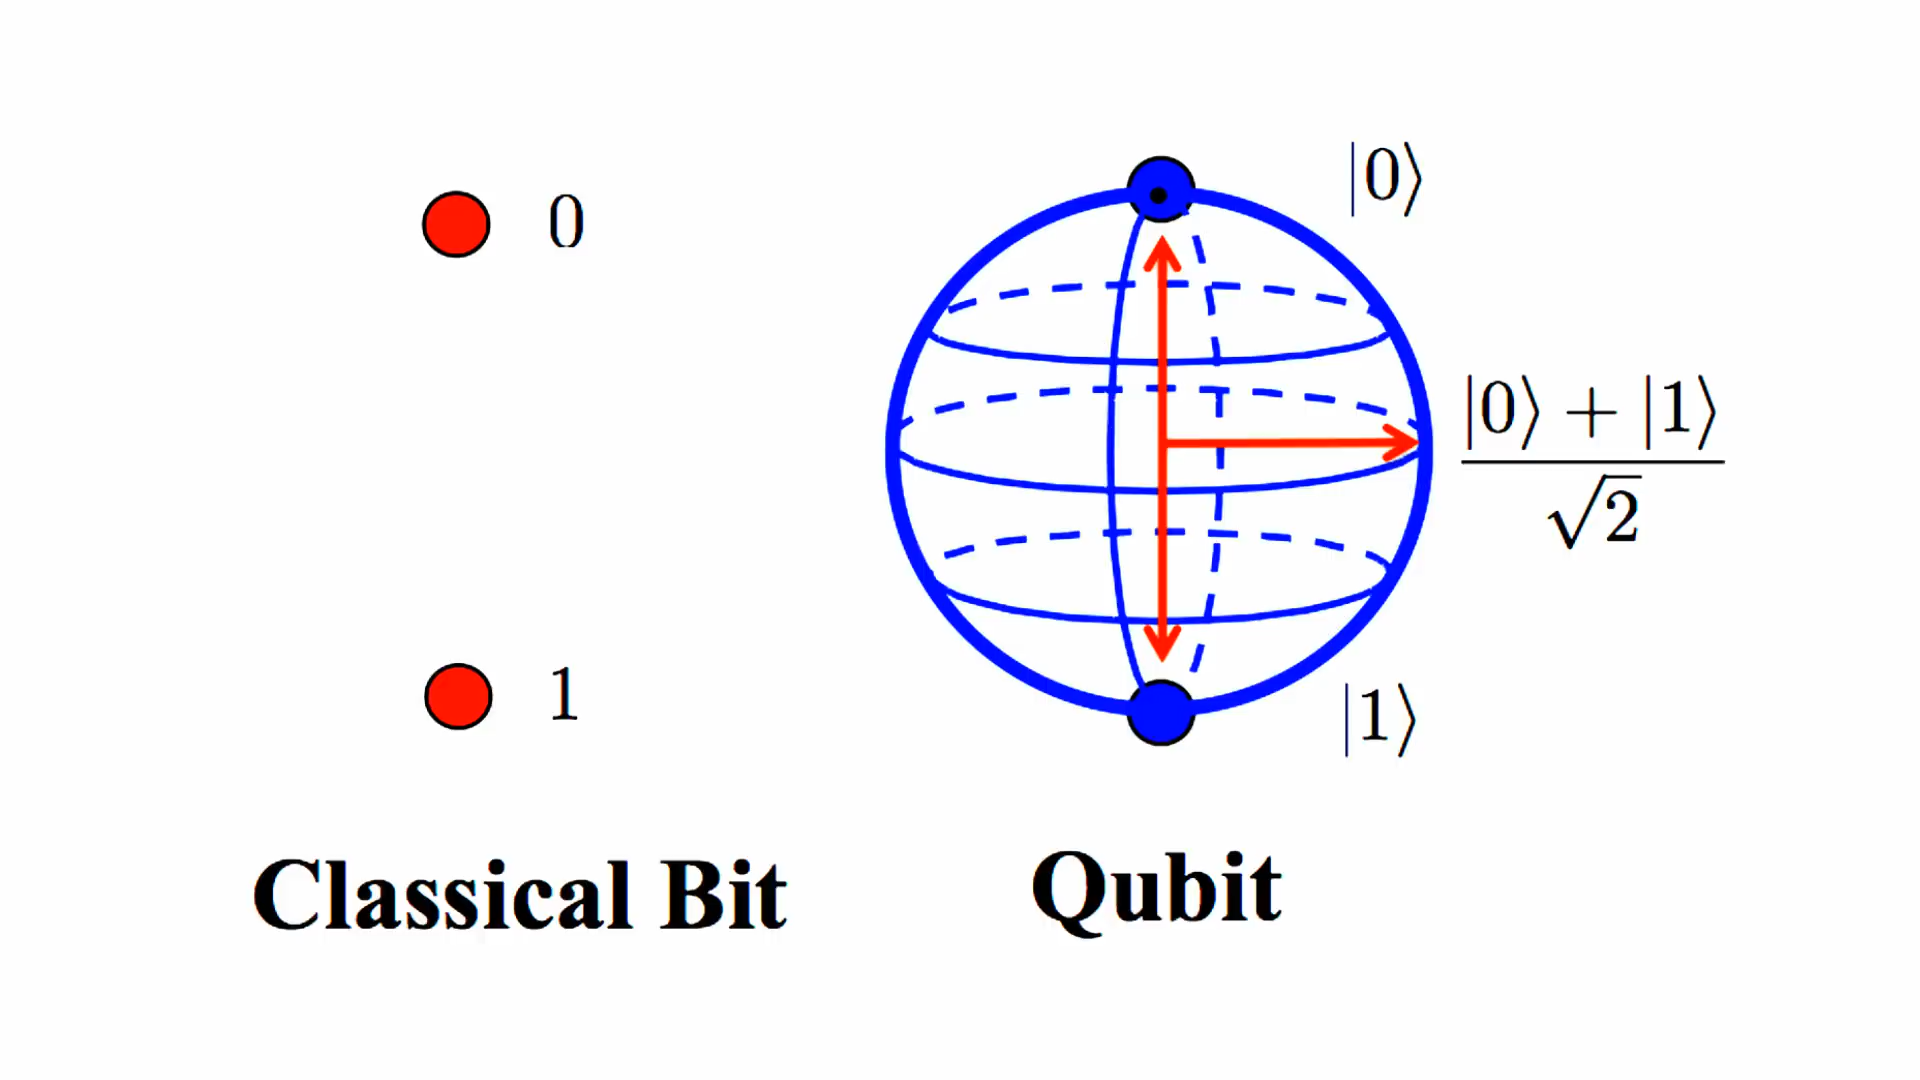 0
1
Classical Bit
|0⟩
|0⟩ + |1⟩
√2
|1⟩
Qubit